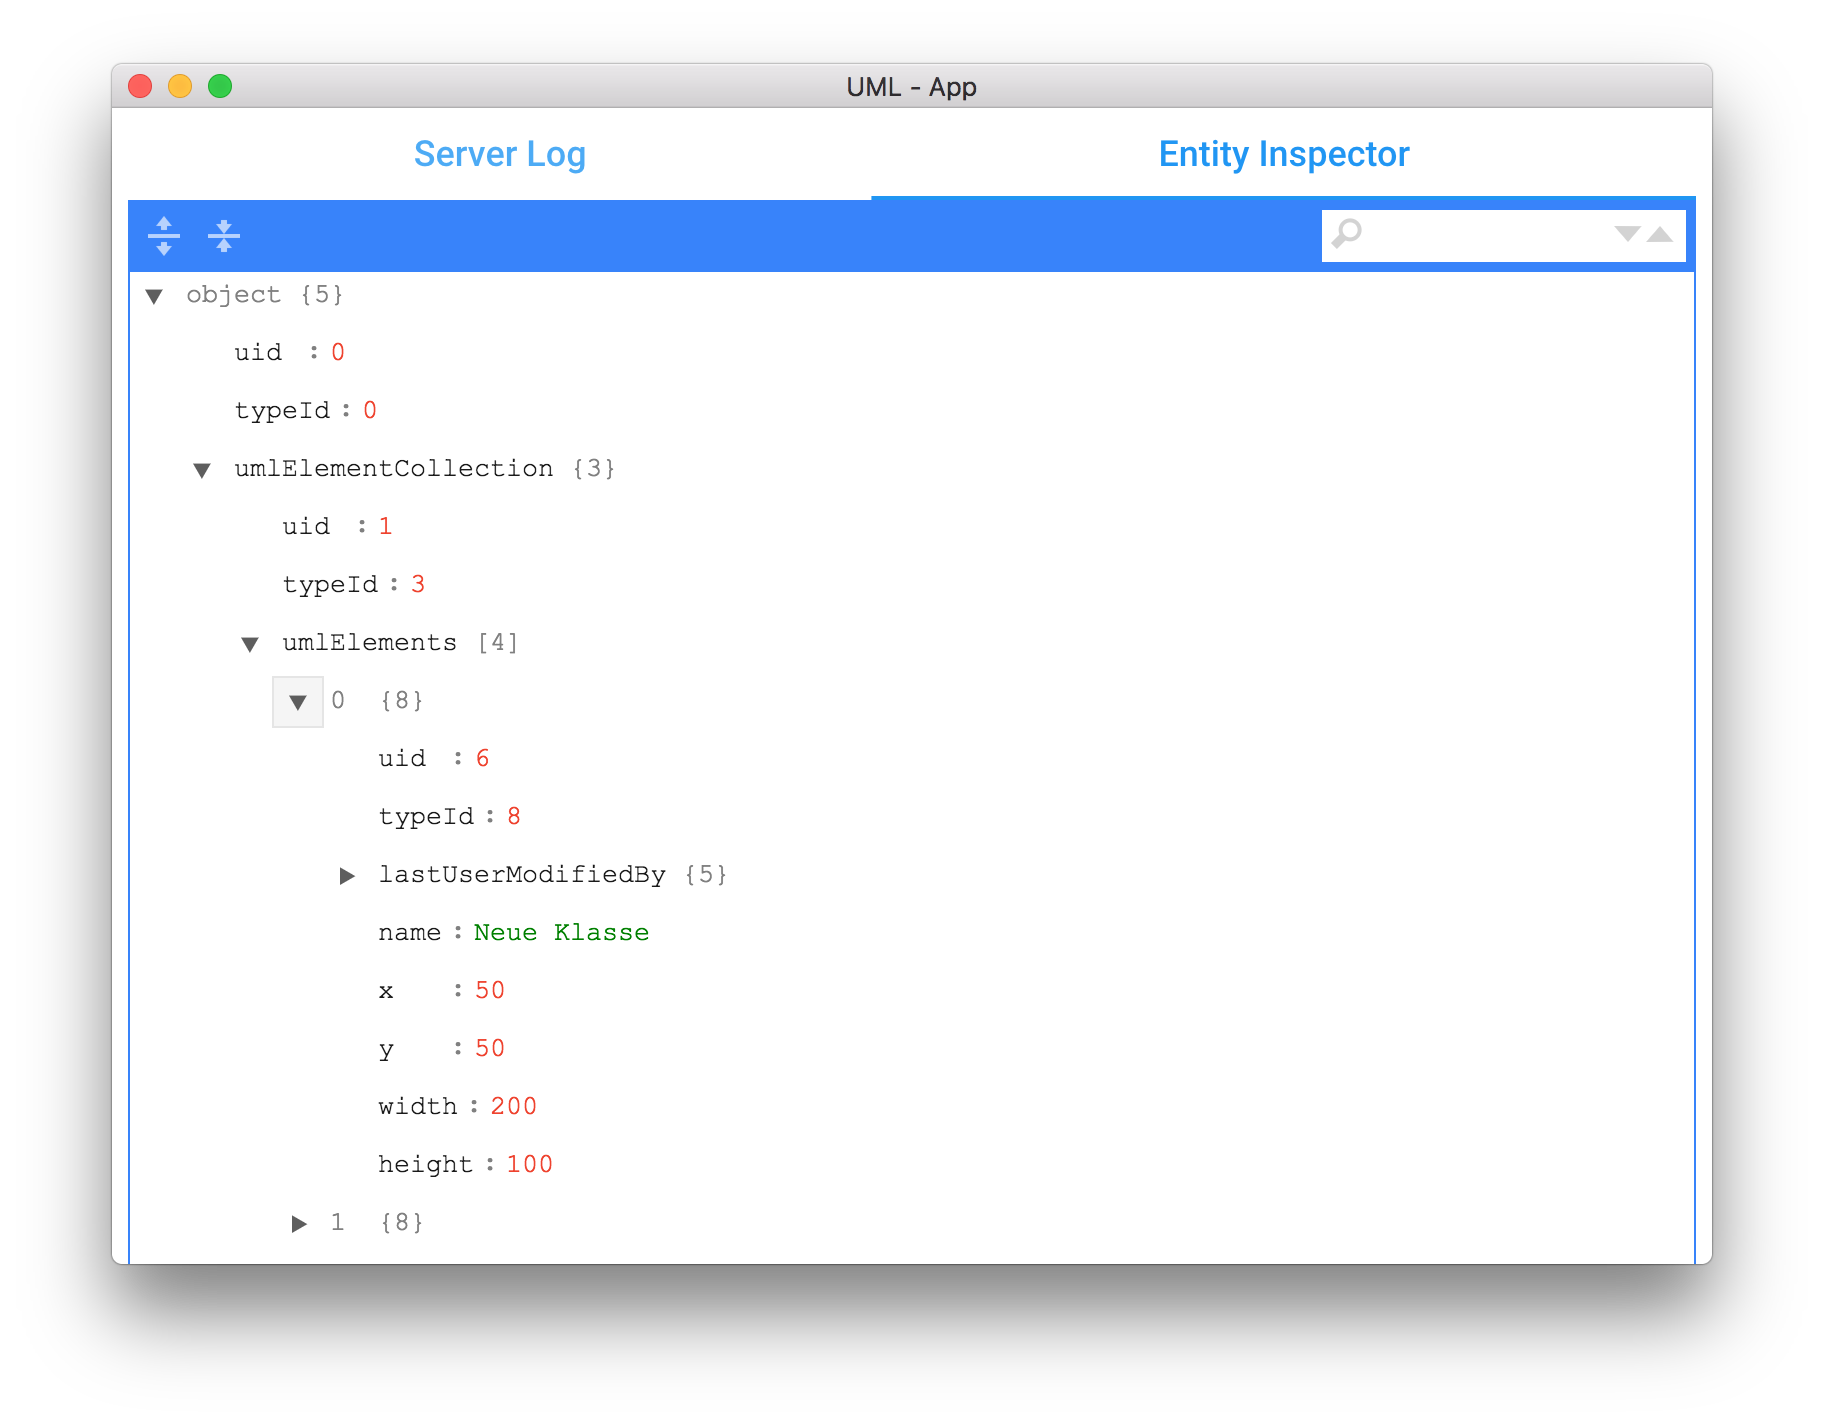 UML - App
Server Log Entity Inspector
object {5}
uid : 0
typeId : 0
umlElementCollection {3}
uid : 1
typeId : 3
umlElements [4]
0 {8}
uid : 6
typeId : 8
lastUserModifiedBy {5}
name : Neue Klasse
x : 50
y : 50
width : 200
height : 100
1 {8}